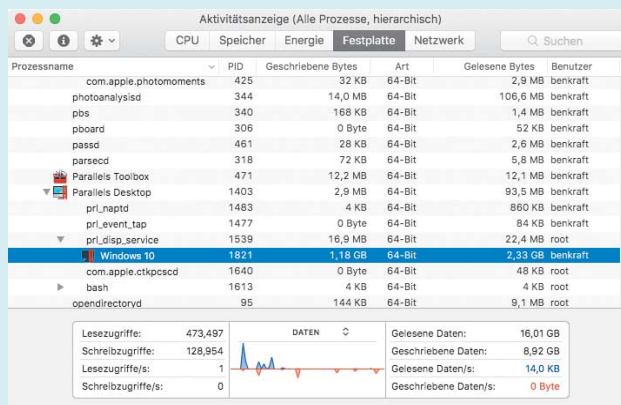 Aktivitätsanzeige (Alle Prozesse, hierarchisch)
CPU Speicher Energie Festplatte Netzwerk Suchen
Prozessname PID Geschriebene Bytes Art Gelesene Bytes Benutzer
com.apple.photomoments 425 32 KB 64-Bit 2,9 MB benkraft
photoanalysisd 344 14,0 MB 64-Bit 106,6 MB benkraft
pbs 340 168 KB 64-Bit 1,4 MB benkraft
pboard 306 0 Byte 64-Bit 52 KB benkraft
passd 461 28 KB 64-Bit 2,6 MB benkraft
parsecd 318 72 KB 64-Bit 5,8 MB benkraft
Parallels Toolbox 471 12,2 MB 64-Bit 12,1 MB benkraft
Parallels Desktop 1403 2,9 MB 64-Bit 93,5 MB benkraft
prl_naptd 1483 4 KB 64-Bit 860 KB benkraft
prl_event_tap 1477 0 Byte 64-Bit 84 KB benkraft
prl_disp_service 1539 16,9 MB 64-Bit 22,4 MB root
Windows 10 1821 1,18 GB 64-Bit 2,33 GB benkraft
com.apple.ctkpcscd 1640 0 Byte 64-Bit 48 KB root
bash 1613 4 KB 64-Bit 4 KB root
opendirectoryd 95 144 KB 64-Bit 9,1 MB root
Lesezugriffe: 473,497 DATEN Gelesene Daten: 16,01 GB
Schreibzugriffe: 128,954 Geschriebene Daten: 8,92 GB
Lesezugriffe/s: 1 Gelesene Daten/s: 14,0 KB
Schreibzugriffe/s: 0 Geschriebene Daten/s: 0 Byte